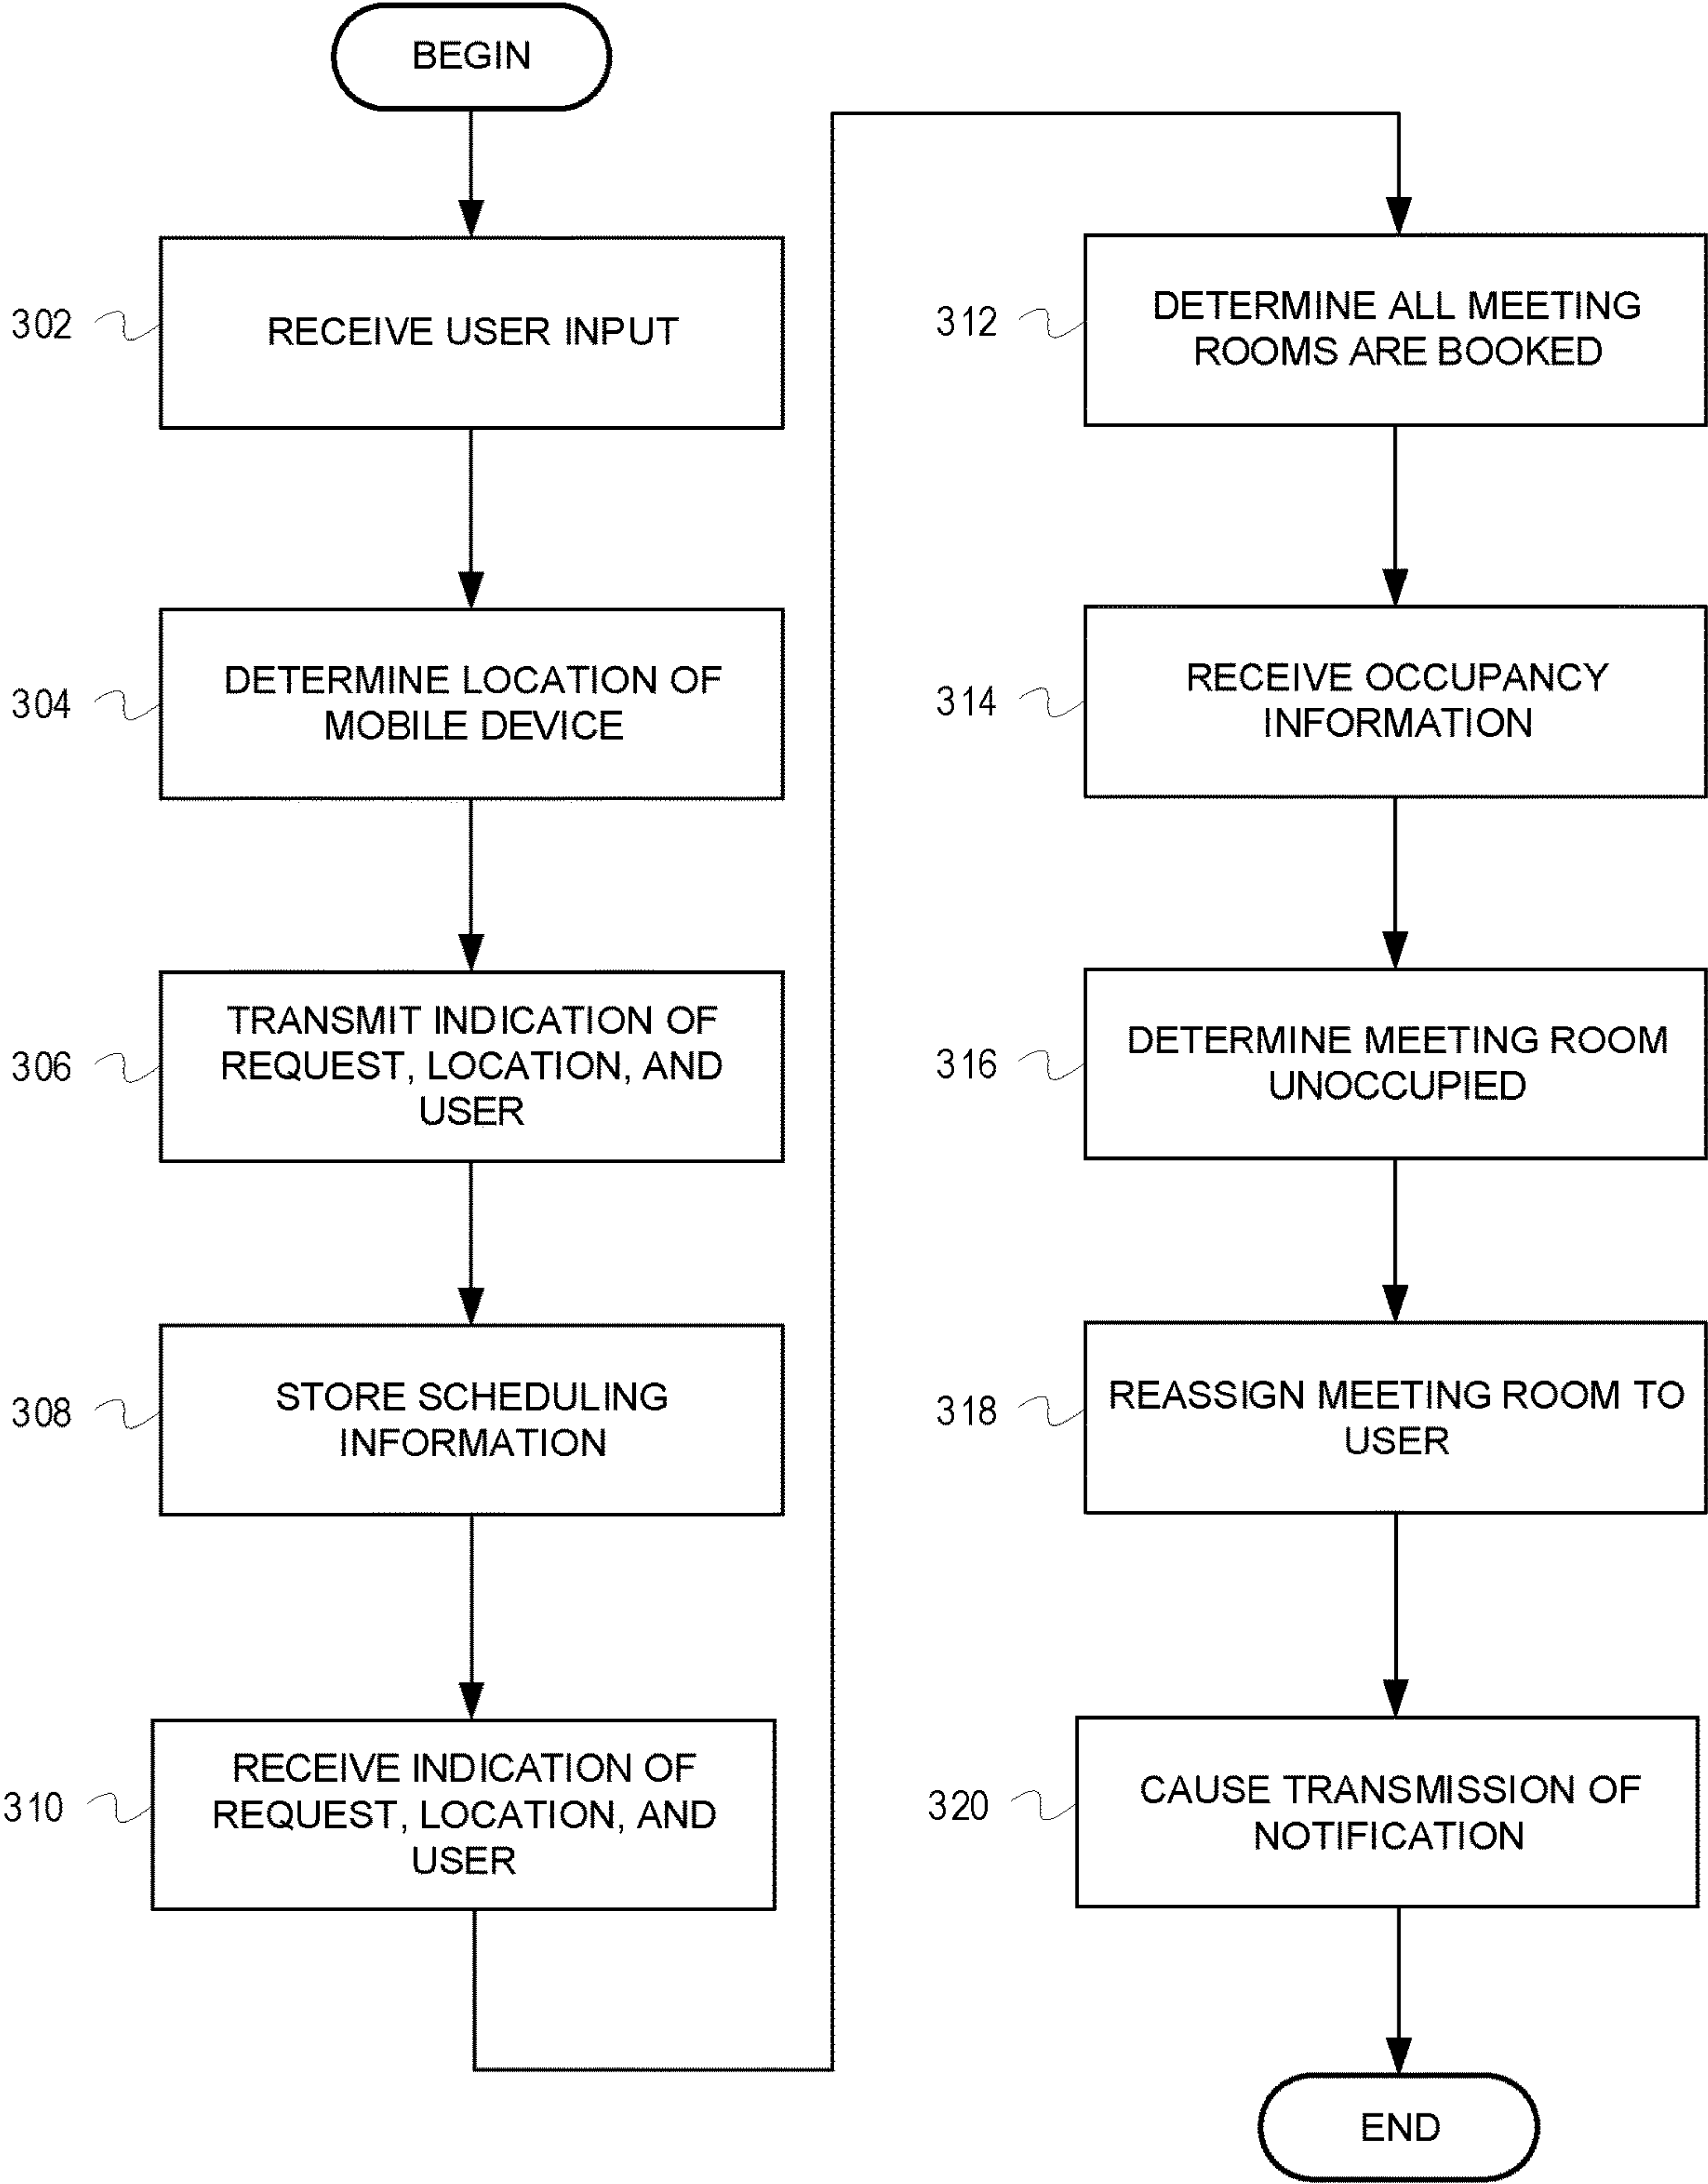 BEGIN
302
RECEIVE USER INPUT
304
DETERMINE LOCATION OF
MOBILE DEVICE
306
TRANSMIT INDICATION OF
REQUEST, LOCATION, AND
USER
308
STORE SCHEDULING
INFORMATION
310
RECEIVE INDICATION OF
REQUEST, LOCATION, AND
USER
312
DETERMINE ALL MEETING
ROOMS ARE BOOKED
314
RECEIVE OCCUPANCY
INFORMATION
316
DETERMINE MEETING ROOM
UNOCCUPIED
318
REASSIGN MEETING ROOM TO
USER
320
CAUSE TRANSMISSION OF
NOTIFICATION
END